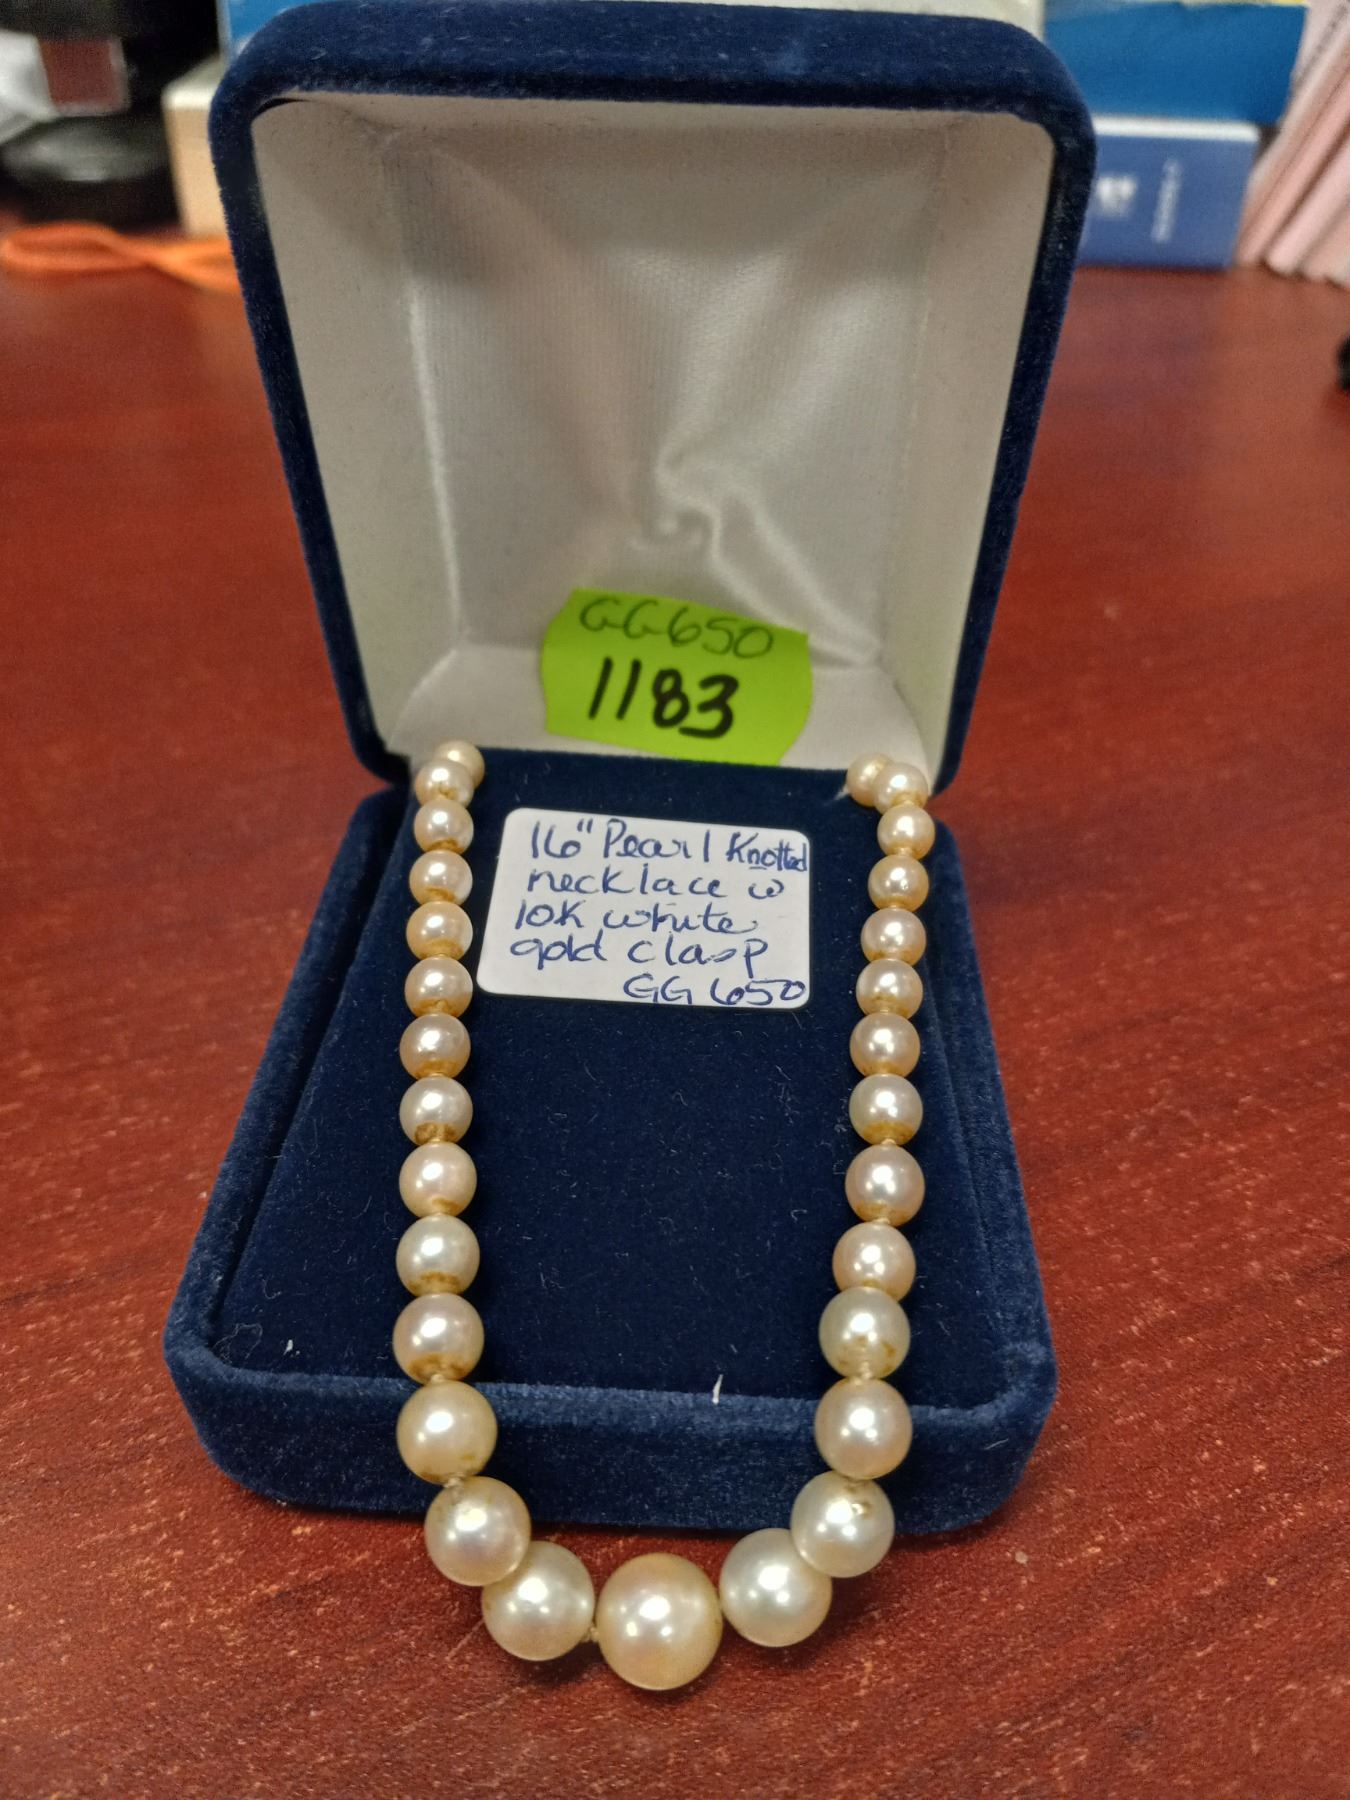 GG650
1183
16" Pearl Knotted
necklace w
10K white
gold clasp
GG 650